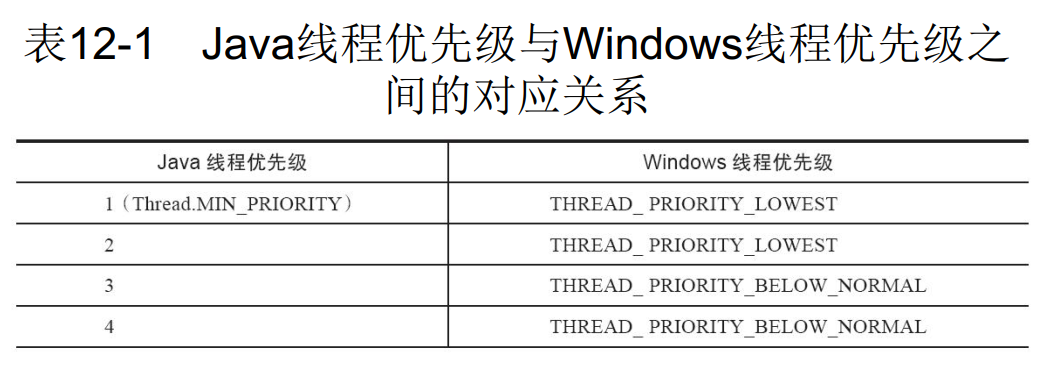 表12-1 Java线程优先级与Windows线程优先级之
间的对应关系
Java 线程优先级 Windows 线程优先级
1（Thread.MIN_PRIORITY） THREAD_ PRIORITY_LOWEST
2 THREAD_ PRIORITY_LOWEST
3 THREAD_ PRIORITY_BELOW_NORMAL
4 THREAD_ PRIORITY_BELOW_NORMAL